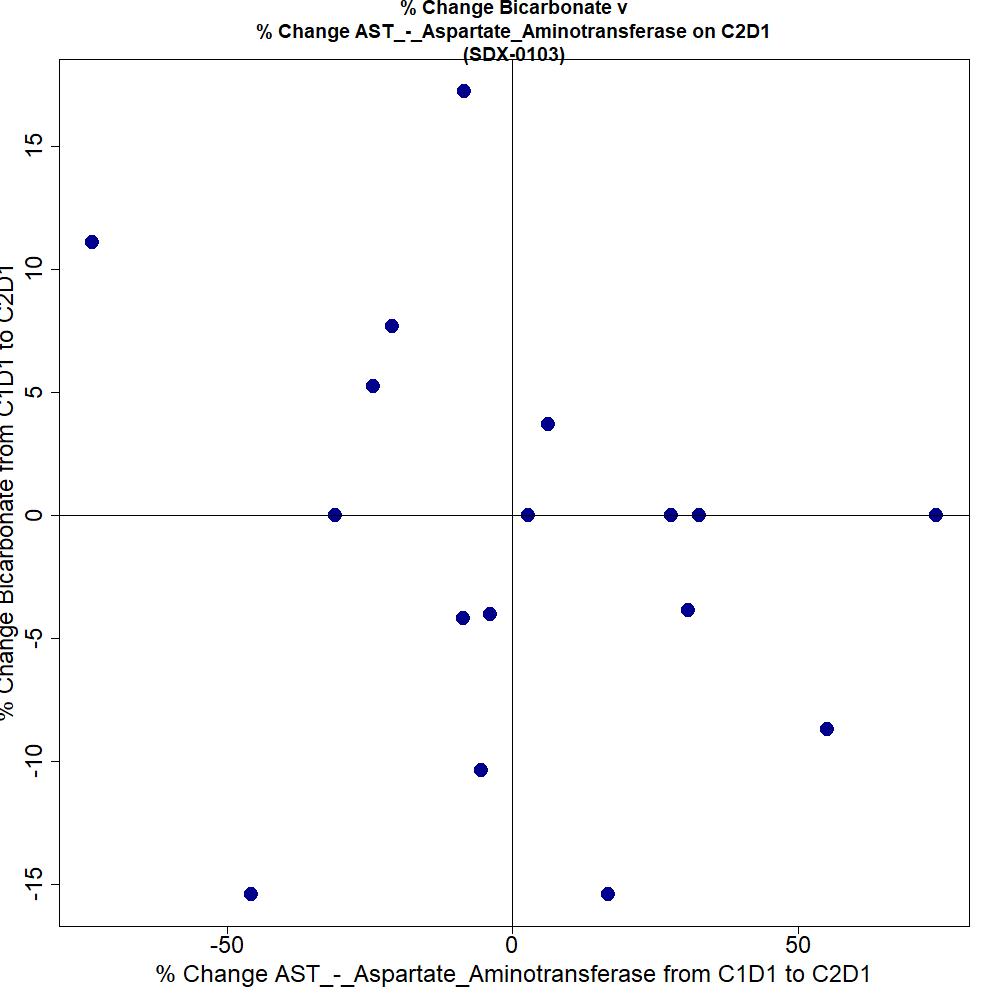 % Change Bicarbonate v
% Change AST_-_Aspartate_Aminotransferase on C2D1
(SDX-0103)
% Change Bicarbonate from C1D1 to C2D1
15
10
5
0
-5
-10
-15
-50
0
50
% Change AST_-_Aspartate_Aminotransferase from C1D1 to C2D1